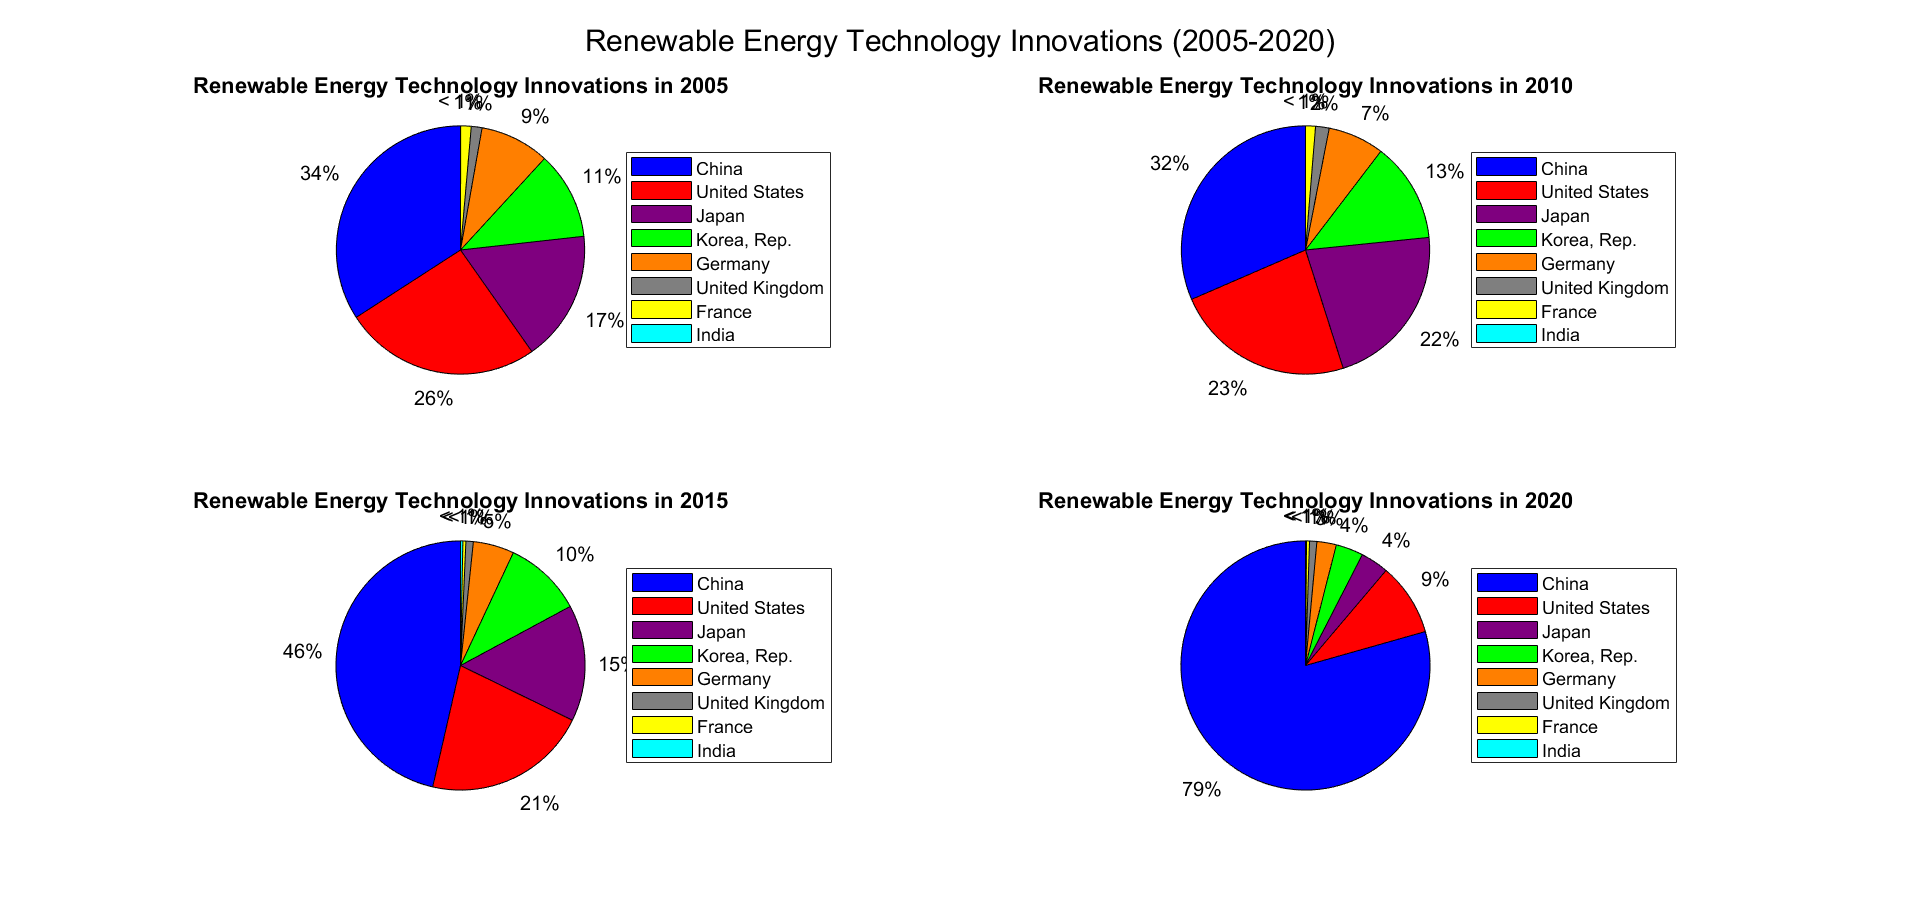 Renewable Energy Technology Innovations (2005-2020)
Renewable Energy Technology Innovations in 2005
9%
34%
11%
17%
26%
China
United States
Japan
Korea, Rep.
Germany
United Kingdom
France
India
Renewable Energy Technology Innovations in 2010
7%
32%
13%
22%
23%
China
United States
Japan
Korea, Rep.
Germany
United Kingdom
France
India
Renewable Energy Technology Innovations in 2015
10%
46%
21%
China
United States
Japan
Korea, Rep.
Germany
United Kingdom
France
India
Renewable Energy Technology Innovations in 2020
4%
4%
9%
79%
China
United States
Japan
Korea, Rep.
Germany
United Kingdom
France
India